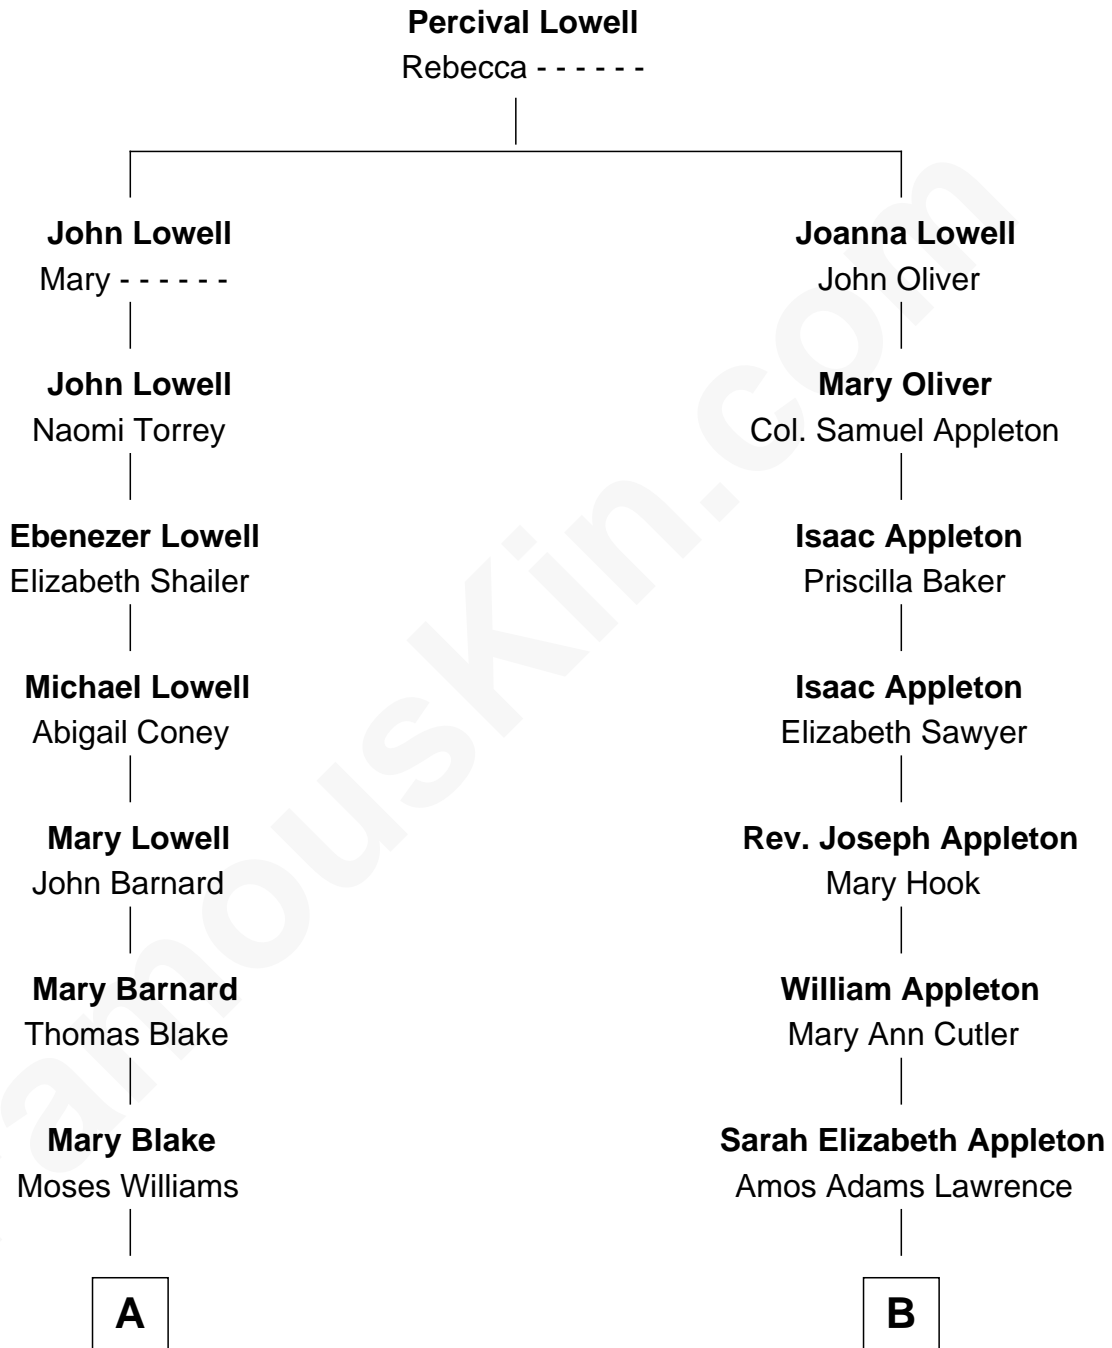 Percival Lowell
Rebecca - - - - - -
John Lowell
Mary - - - - - -
John Lowell
Naomi Torrey
Ebenezer Lowell
Elizabeth Shailer
Michael Lowell
Abigail Coney
Mary Lowell
John Barnard
Mary Barnard
Thomas Blake
Mary Blake
Moses Williams
A
Joanna Lowell
John Oliver
Mary Oliver
Col. Samuel Appleton
Isaac Appleton
Priscilla Baker
Isaac Appleton
Elizabeth Sawyer
Rev. Joseph Appleton
Mary Hook
William Appleton
Mary Ann Cutler
Sarah Elizabeth Appleton
Amos Adams Lawrence
B
amousKin.com